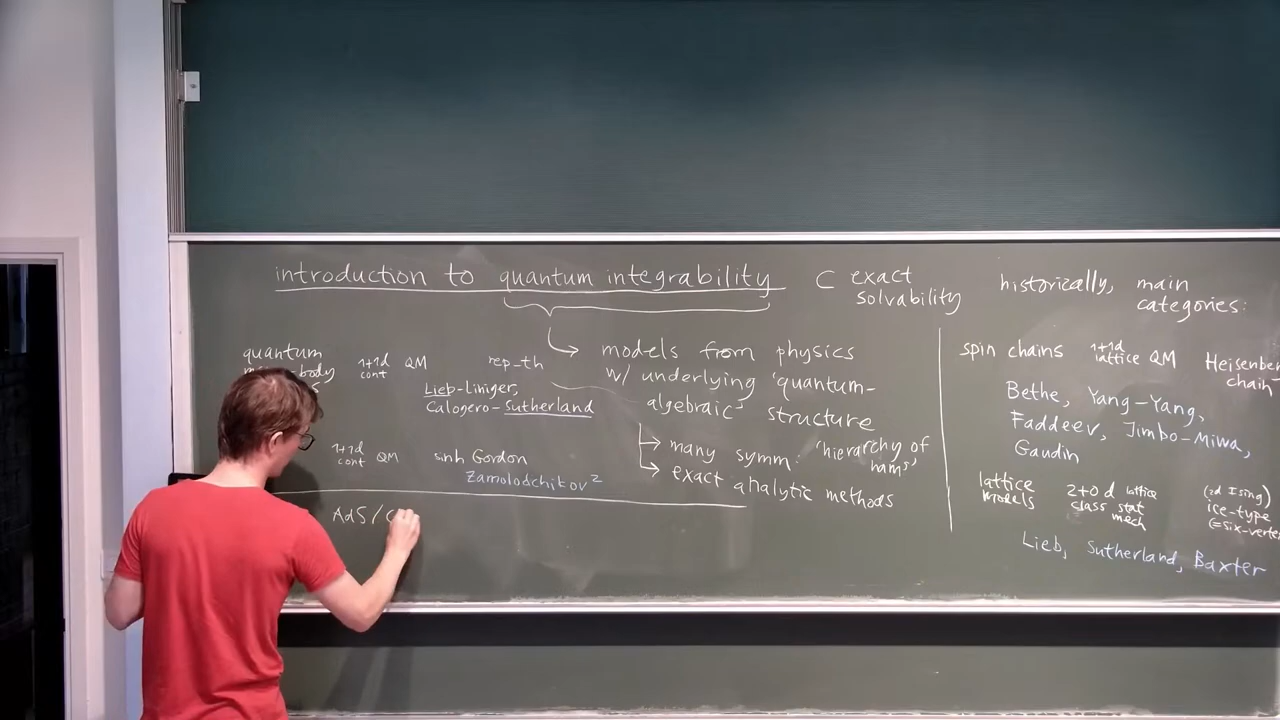 introduction to quantum integrability
⊂ exact
solvability
historically, main
categories:
models from physics
w/ underlying 'quantum-
algebraic' structure
many symm. 'hierarchy of
hams'
exact analytic methods
quantum
body
1+1d
cont QM
rep-th
Lieb-Liniger,
Calogero-Sutherland
1+1d
cont QM
sinh Gordon
Zamolodchikov²
AdS/
spin chains
1+1d
lattice QM
Heisenber
chain
Bethe, Yang-Yang,
Faddeev, Jimbo-Miwa,
Gaudin
lattice
models
2+0 d lattice
class stat
mech
(2d Ising)
ice-type
(=six-verte
Lieb, Sutherland, Baxter